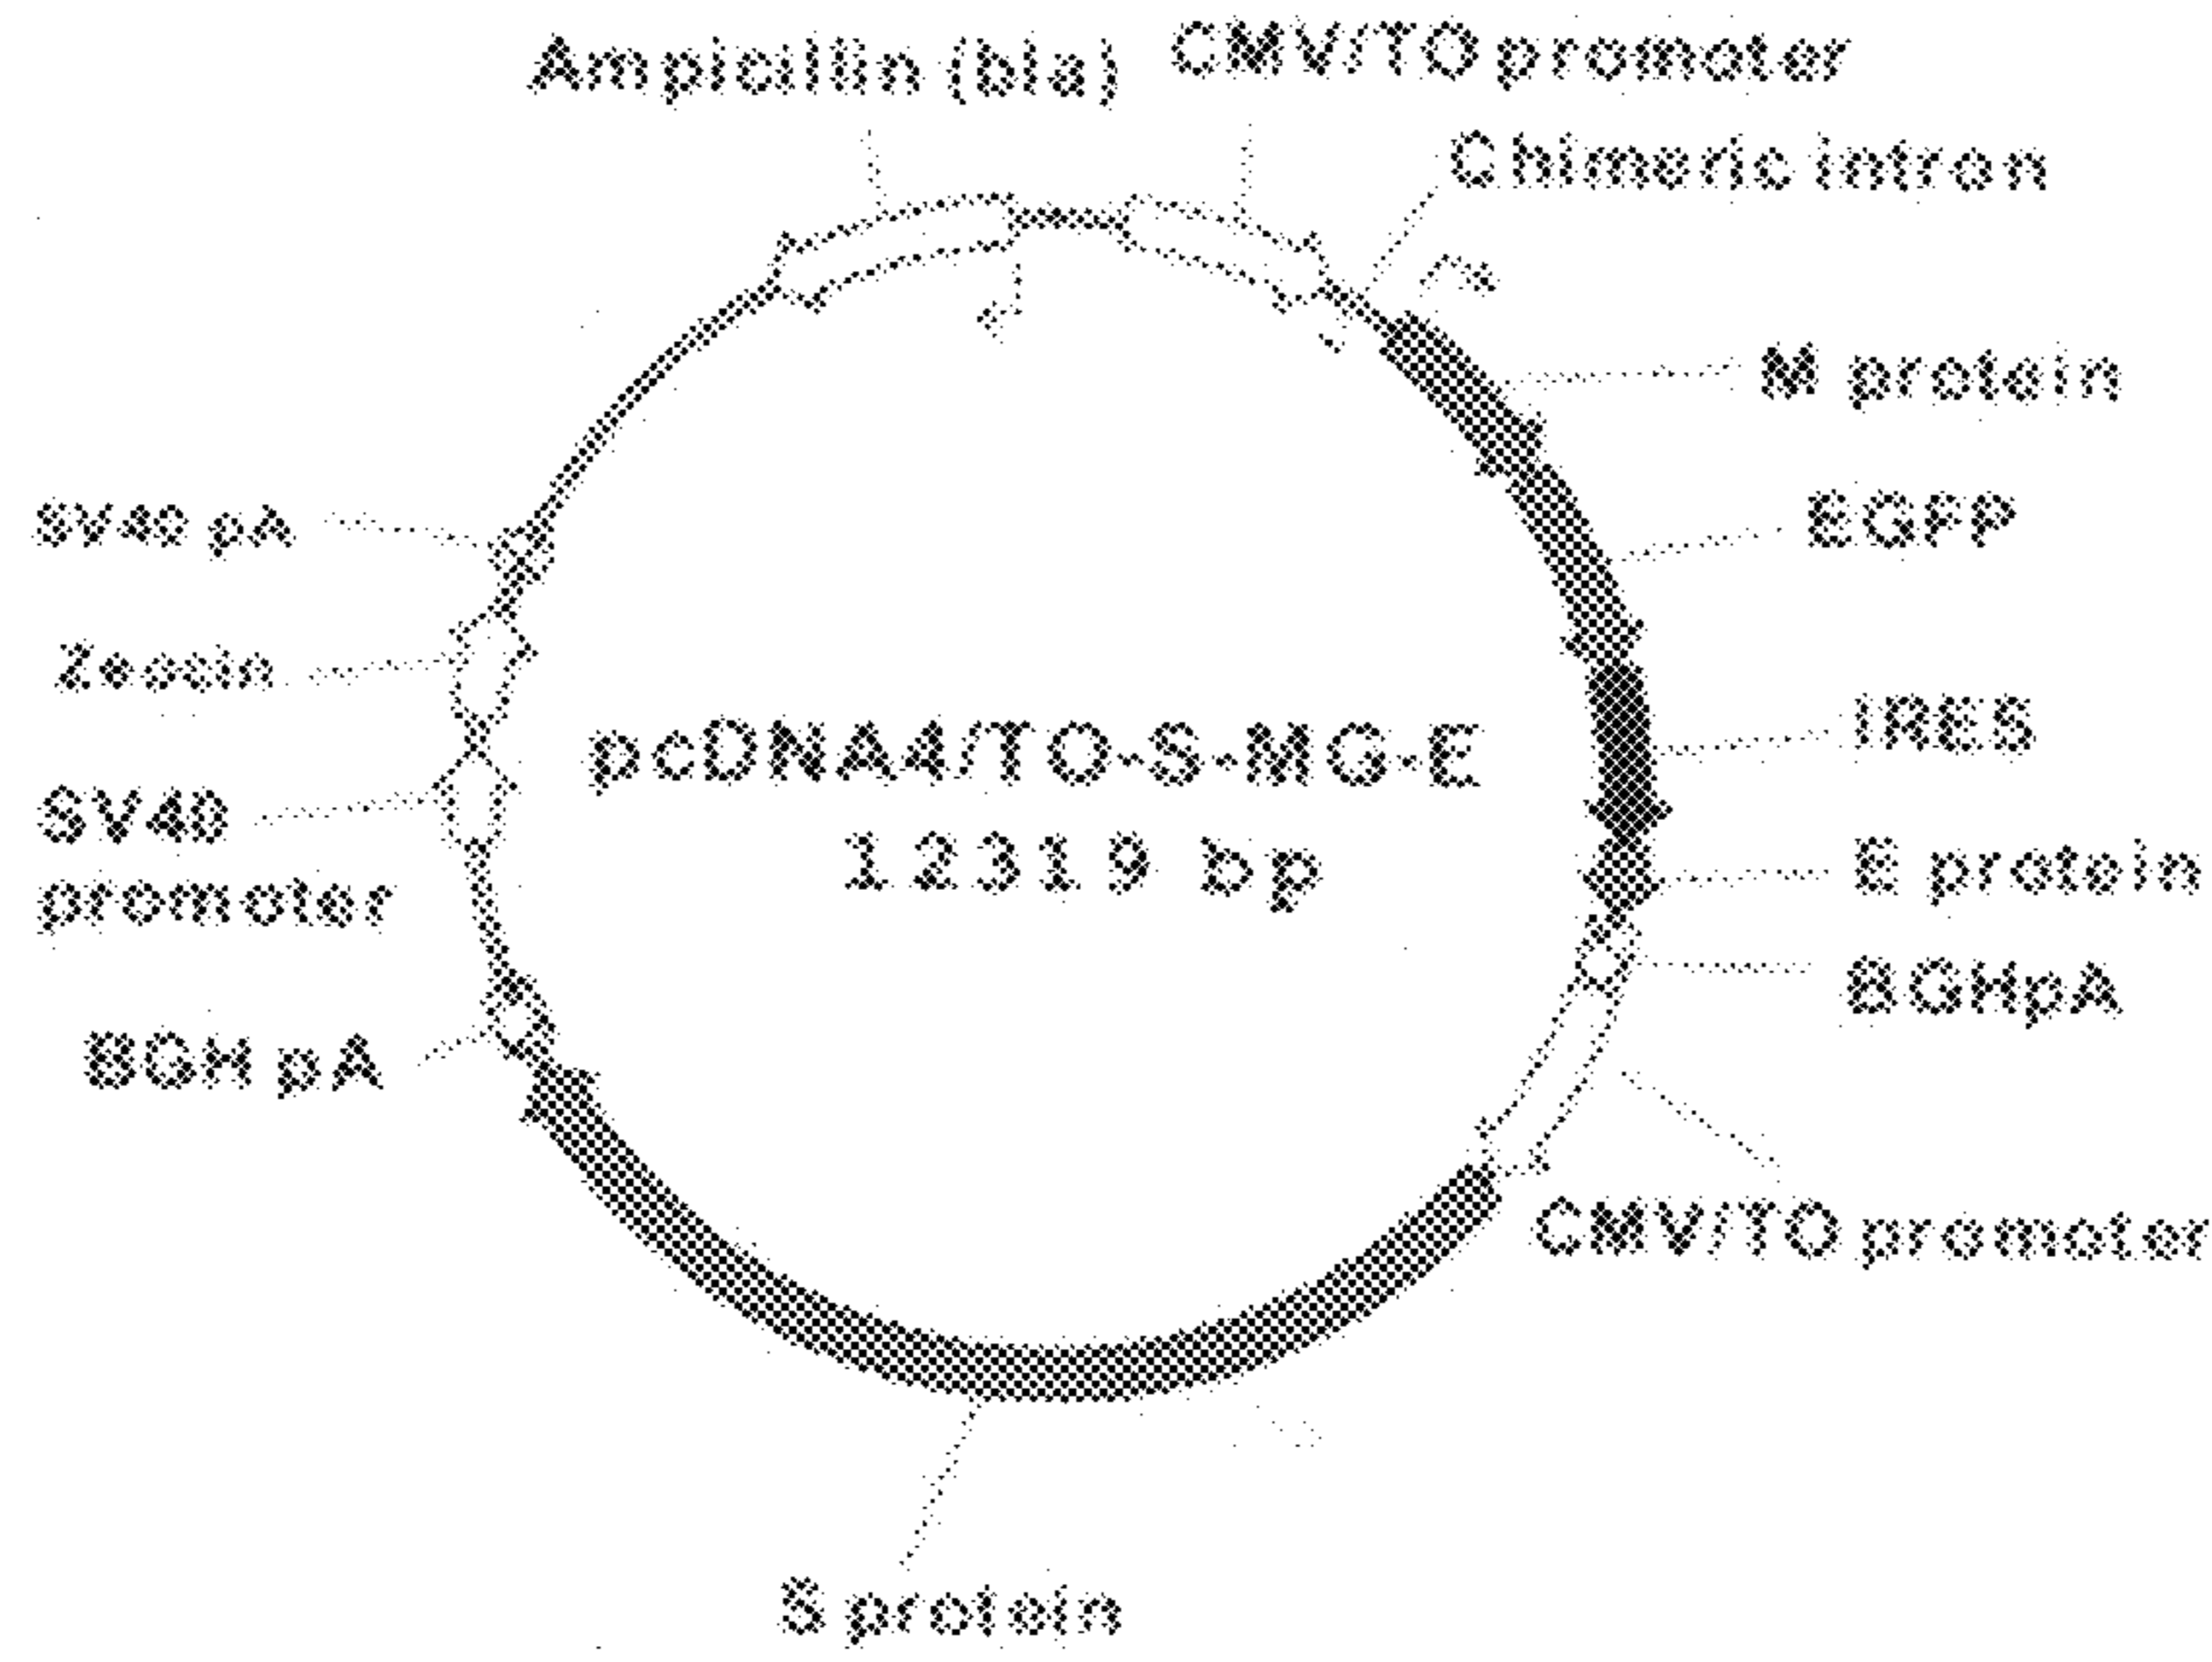 Ampicillin (bla)
CMV/TO promoter
Chimeric intron
M protein
EGFP
IRES
E protein
BGHpA
CMV/TO promoter
S protein
BGH pA
SV40
promoter
Zeocin
SV40 pA
pcDNA4/TO-S-MG-E
12319 bp